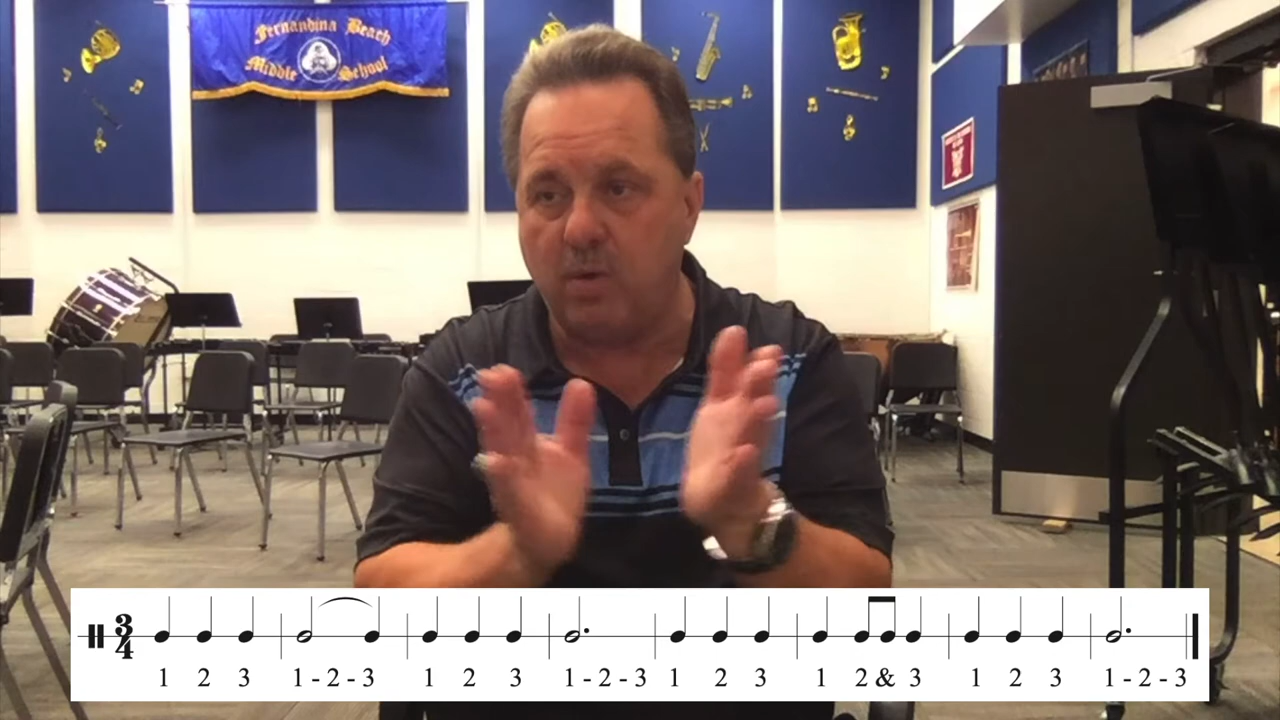 Fernandina Beach
Middle School
3
4
1 2 3 1 - 2 - 3 1 2 3 1 - 2 - 3 1 2 3 1 2 & 3 1 2 3 1 - 2 - 3